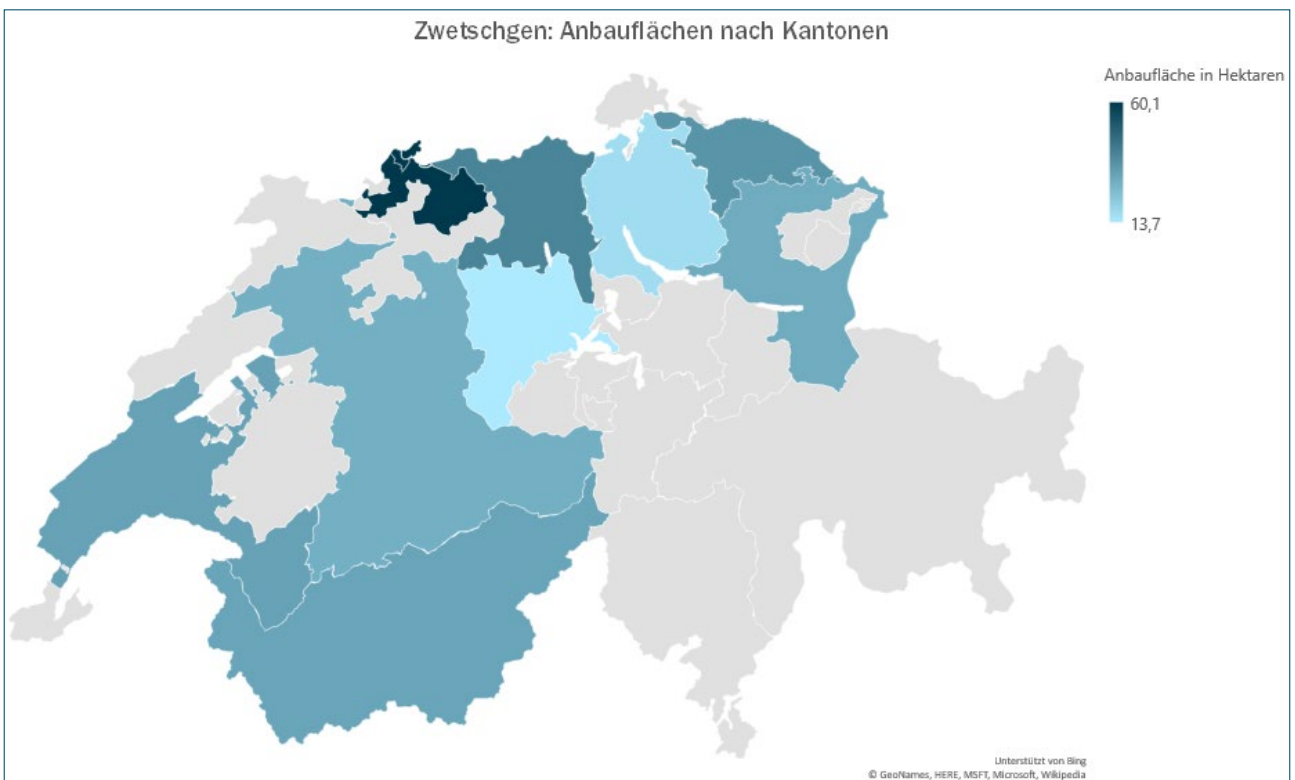 Zwetschgen: Anbauflächen nach Kantonen
Anbaufläche in Hektaren
60,1
13,7
Unterstützt von Bing
© GeoNames, HERE, MSFT, Microsoft, Wikipedia